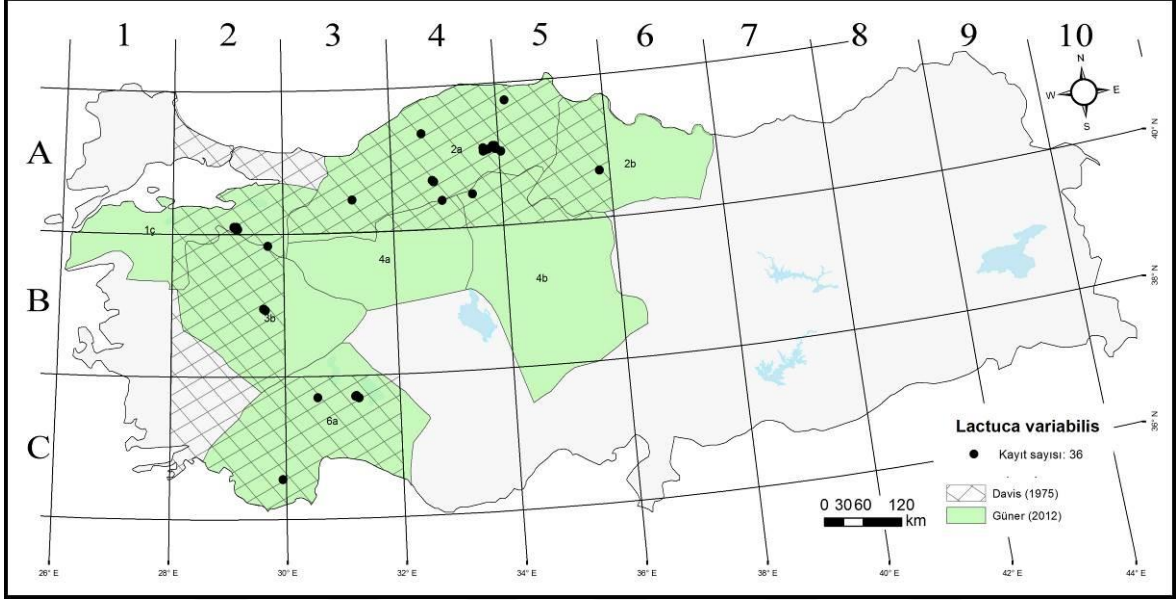 1 2 3 4 5 6 7 8 9 10
N
W E
S
40° N
A
2a
2b
1ç
4a
4b
38° N
B
3b
36° N
C
6a
Lactuca variabilis
Kayıt sayısı: 36
Davis (1975)
Güner (2012)
0 30 60 120
km
26° E 28° E 30° E 32° E 34° E 36° E 38° E 40° E 42° E 44° E